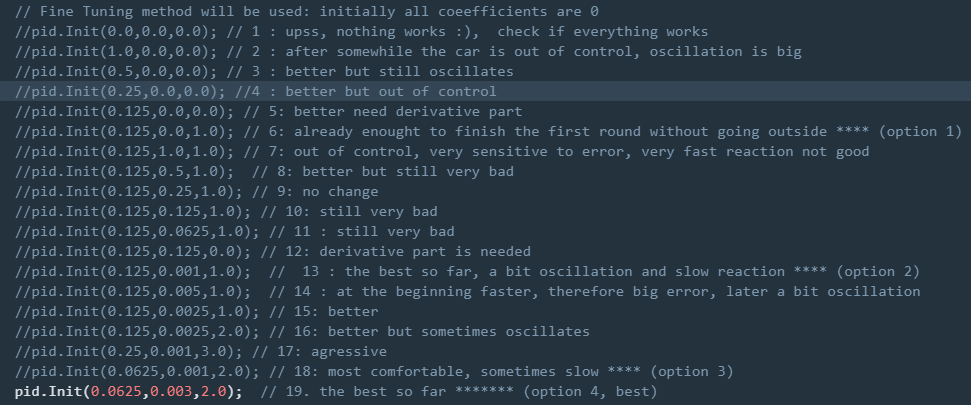 // Fine Tuning method will be used: initially all coeefficients are 0
//pid.Init(0.0,0.0,0.0); // 1 : upss, nothing works :),  check if everything works
//pid.Init(1.0,0.0,0.0); // 2 : after somewhile the car is out of control, oscillation is big
//pid.Init(0.5,0.0,0.0); // 3 : better but still oscillates
//pid.Init(0.25,0.0,0.0); //4 : better but out of control
//pid.Init(0.125,0.0,0.0); // 5: better need derivative part
//pid.Init(0.125,0.0,1.0); // 6: already enought to finish the first round without going outside **** (option 1)
//pid.Init(0.125,1.0,1.0); // 7: out of control, very sensitive to error, very fast reaction not good
//pid.Init(0.125,0.5,1.0);  // 8: better but still very bad
//pid.Init(0.125,0.25,1.0); // 9: no change
//pid.Init(0.125,0.125,1.0); // 10: still very bad
//pid.Init(0.125,0.0625,1.0); // 11 : still very bad
//pid.Init(0.125,0.125,0.0); // 12: derivative part is needed
//pid.Init(0.125,0.001,1.0);  //  13 : the best so far, a bit oscillation and slow reaction **** (option 2)
//pid.Init(0.125,0.005,1.0);  // 14 : at the beginning faster, therefore big error, later a bit oscillation
//pid.Init(0.125,0.0025,1.0); // 15: better
//pid.Init(0.125,0.0025,2.0); // 16: better but sometimes oscillates
//pid.Init(0.25,0.001,3.0); // 17: agressive
//pid.Init(0.0625,0.001,2.0); // 18: most comfortable, sometimes slow **** (option 3)
pid.Init(0.0625,0.003,2.0);  // 19. the best so far ******* (option 4, best)